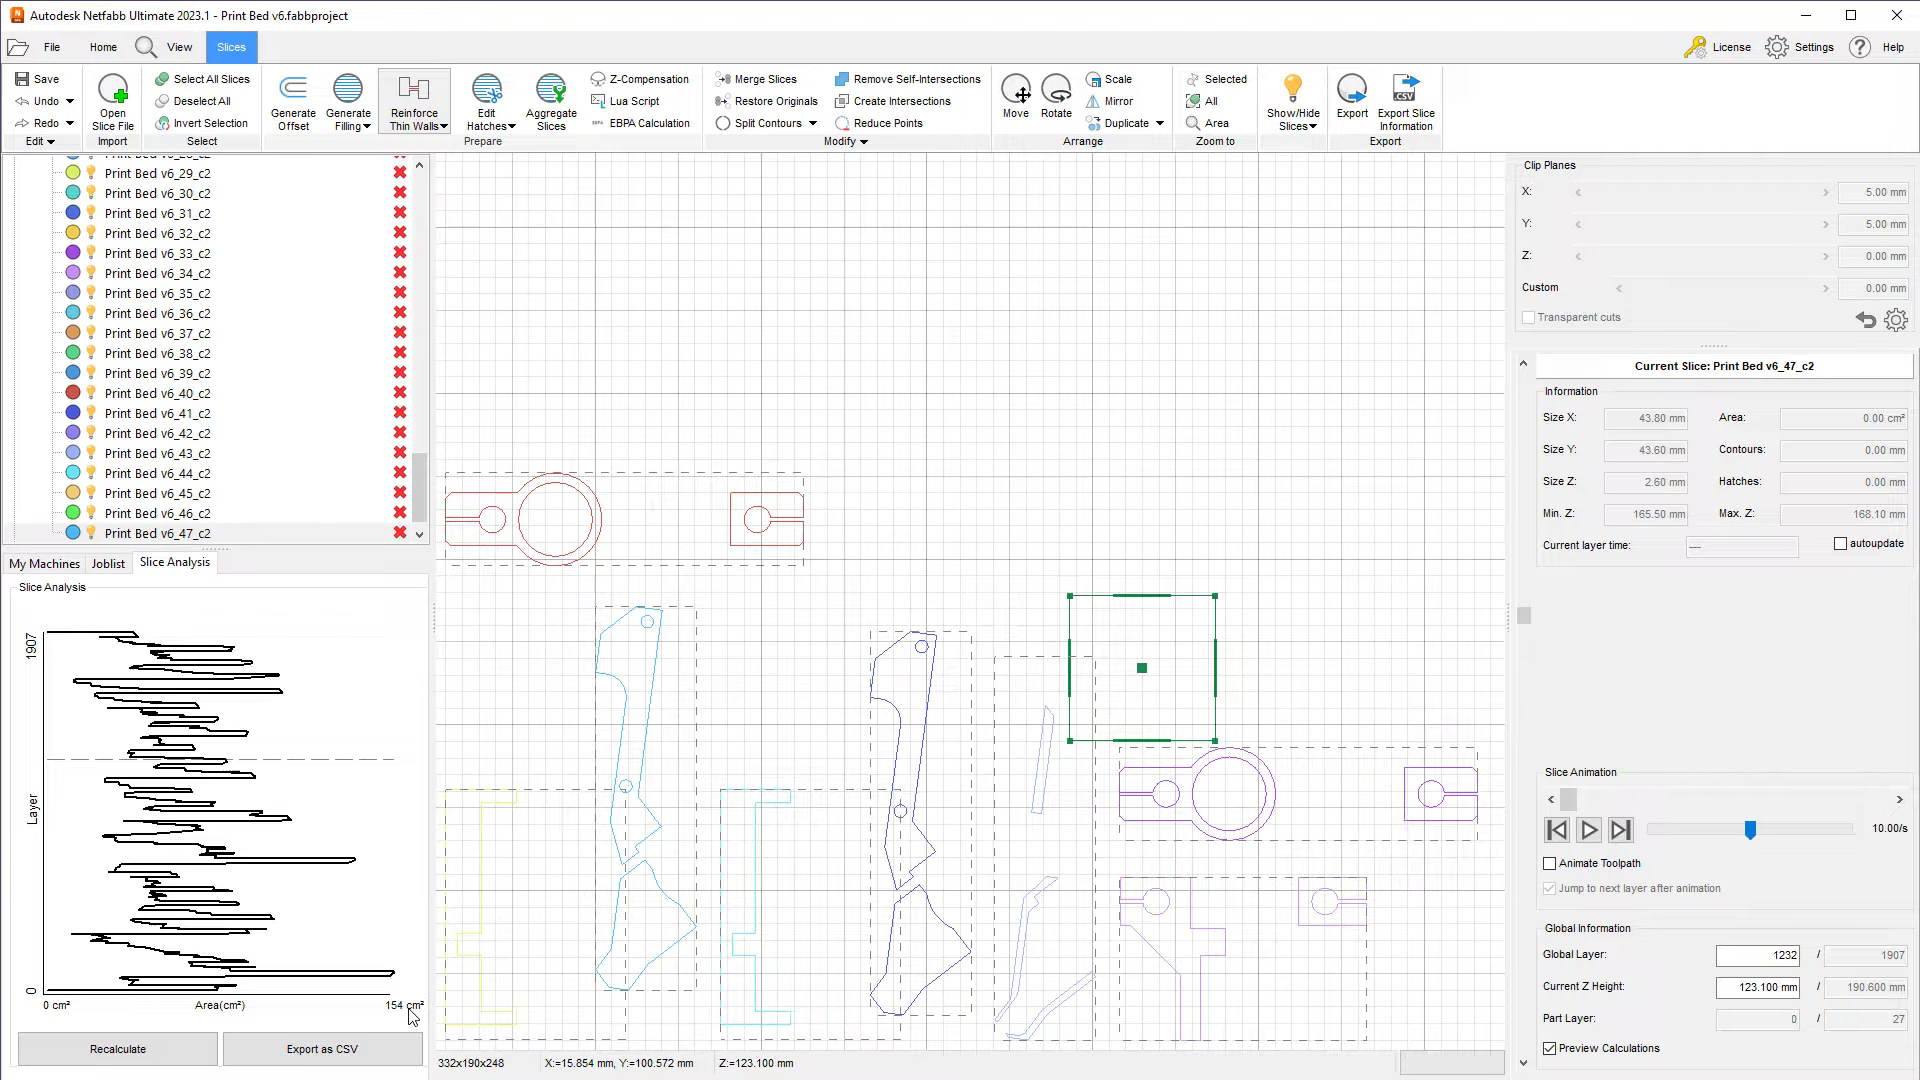 Autodesk Netfabb Ultimate 2023.1 - Print Bed v6.fabbproject
File Home View Slices License Settings Help
Save
Undo
Redo
Edit
Open
Slice File
Import
Select All Slices
Deselect All
Invert Selection
Select
Generate
Offset
Generate
Filling
Reinforce
Thin Walls
Edit
Hatches
Aggregate
Slices
Z-Compensation
Lua Script
EBPA Calculation
Prepare
Merge Slices
Restore Originals
Split Contours
Remove Self-Intersections
Create Intersections
Reduce Points
Modify
Move
Rotate
Scale
Mirror
Duplicate
Arrange
Selected
All
Area
Zoom to
Show/Hide
Slices
Export
Export Slice
Information
Export
Print Bed v6_29_c2
Print Bed v6_30_c2
Print Bed v6_31_c2
Print Bed v6_32_c2
Print Bed v6_33_c2
Print Bed v6_34_c2
Print Bed v6_35_c2
Print Bed v6_36_c2
Print Bed v6_37_c2
Print Bed v6_38_c2
Print Bed v6_39_c2
Print Bed v6_40_c2
Print Bed v6_41_c2
Print Bed v6_42_c2
Print Bed v6_43_c2
Print Bed v6_44_c2
Print Bed v6_45_c2
Print Bed v6_46_c2
Print Bed v6_47_c2
My Machines Joblist Slice Analysis
Slice Analysis
1907
Layer
0
0 cm² Area(cm²) 154 cm²
Recalculate Export as CSV
332x190x248 X:=15.854 mm, Y:=100.572 mm Z:=123.100 mm
Clip Planes
X: 5.00 mm
Y: 5.00 mm
Z: 0.00 mm
Custom 0.00 mm
Transparent cuts
Current Slice: Print Bed v6_47_c2
Information
Size X: 43.80 mm Area: 0.00 cm²
Size Y: 43.60 mm Contours: 0.00 mm
Size Z: 2.60 mm Hatches: 0.00 mm
Min. Z: 165.50 mm Max. Z: 168.10 mm
Current layer time: --- autoupdate
Slice Animation
10.00/s
Animate Toolpath
Jump to next layer after animation
Global Information
Global Layer: 1232 / 1907
Current Z Height: 123.100 mm / 190.600 mm
Part Layer: 0 / 27
Preview Calculations